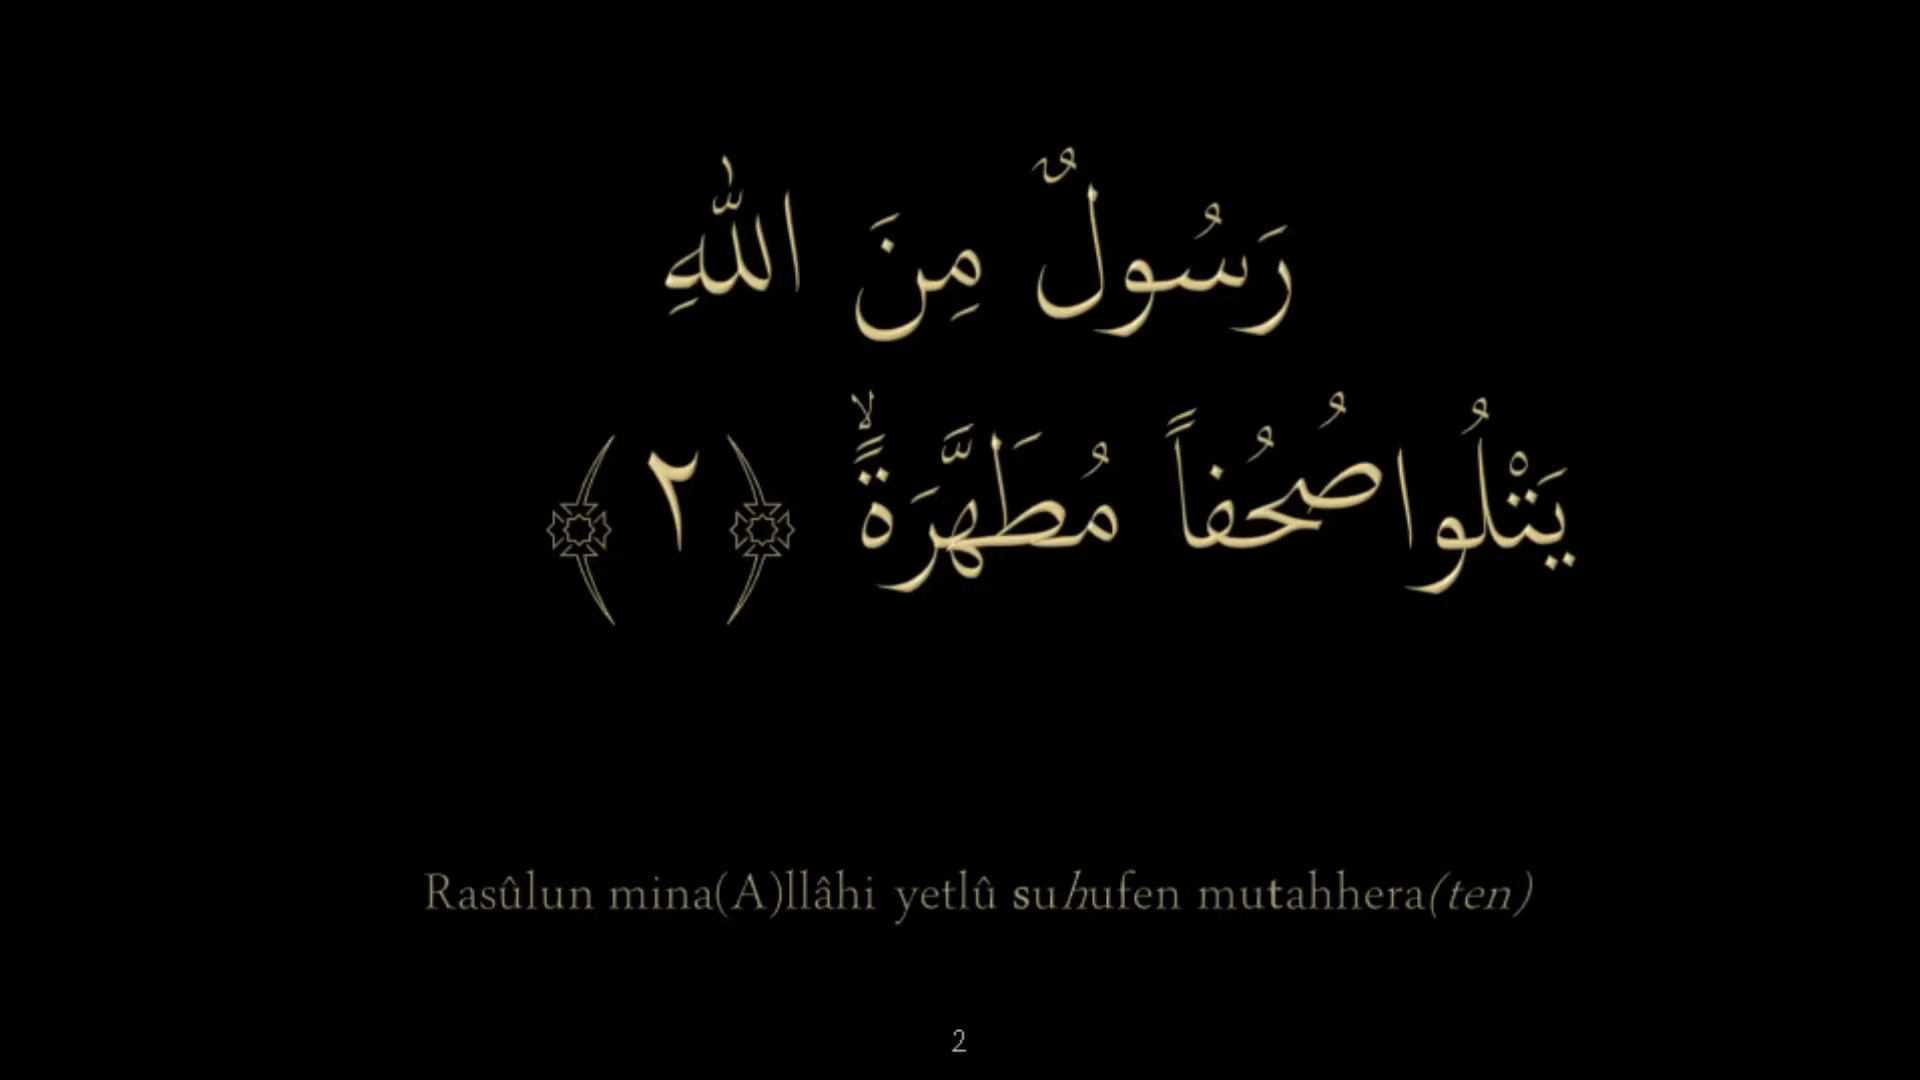 رَسُولٌ مِنَ اللّٰهِ
يَتْلُوا صُحُفاً مُطَهَّرَةًۙ ﴿٢﴾
Rasûlun mina(A)llâhi yetlû suhufen mutahhera(ten)
2